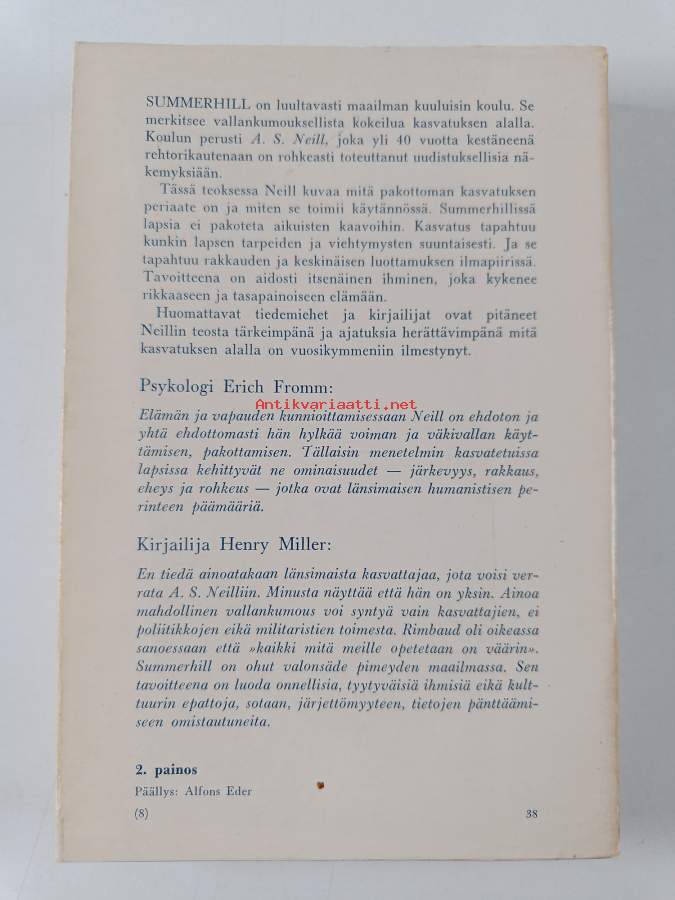 SUMMERHILL on luultavasti maailman kuuluisin koulu. Se
merkitsee vallankumouksellista kokeilua kasvatuksen alalla.
Koulun perusti A. S. Neill, joka yli 40 vuotta kestäneenä
rehtorikautenaan on rohkeasti toteuttanut uudistuksellisia nä-
kemyksiään.
Tässä teoksessa Neill kuvaa mitä pakottoman kasvatuksen
periaate on ja miten se toimii käytännössä. Summerhillissä
lapsia ei pakoteta aikuisten kaavoihin. Kasvatus tapahtuu
kunkin lapsen tarpeiden ja viehtymysten suuntaisesti. Ja se
tapahtuu rakkauden ja keskinäisen luottamuksen ilmapiirissä.
Tavoitteena on aidosti itsenäinen ihminen, joka kykenee
rikkaaseen ja tasapainoiseen elämään.
Huomattavat tiedemiehet ja kirjailijat ovat pitäneet
Neillin teosta tärkeimpänä ja ajatuksia herättävimpänä mitä
kasvatuksen alalla on vuosikymmeniin ilmestynyt.
Psykologi Erich Fromm:
Antikvariaatti.net
Elämän ja vapauden kunnioittamisessaan Neill on ehdoton ja
yhtä ehdottomasti hän hylkää voiman ja väkivallan käyt-
tämisen, pakottamisen. Tällaisin menetelmin kasvatetuissa
lapsissa kehittyvät ne ominaisuudet — järkevyys, rakkaus,
eheys ja rohkeus — jotka ovat länsimaisen humanistisen pe-
rinteen päämääriä.
Kirjailija Henry Miller:
En tiedä ainoatakaan länsimaista kasvattajaa, jota voisi ver-
rata A. S. Neilliin. Minusta näyttää että hän on yksin. Ainoa
mahdollinen vallankumous voi syntyä vain kasvattajien, ei
poliitikkojen eikä militaristien toimesta. Rimbaud oli oikeassa
sanoessaan että »kaikki mitä meille opetetaan on väärin».
Summerhill on ohut valonsäde pimeyden maailmassa. Sen
tavoitteena on luoda onnellisia, tyytyväisiä ihmisiä eikä kult-
tuurin epattoja, sotaan, järjettömyyteen, tietojen pänttäämi-
seen omistautuneita.
2. painos
Päällys: Alfons Eder
(8) 38